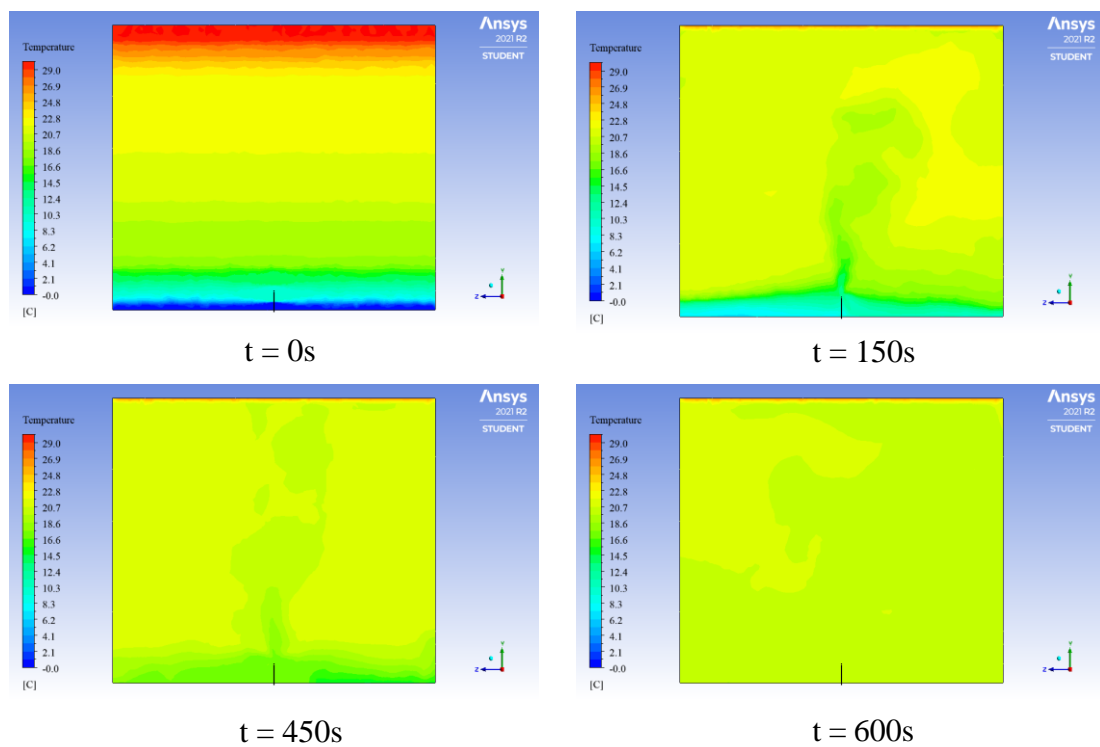 Ansys
2021 R2
STUDENT
Temperature
29.0
26.9
24.8
22.8
20.7
18.6
16.6
14.5
12.4
10.3
8.3
6.2
4.1
2.1
-0.0
[C]
Y
Z
t = 0s
Ansys
2021 R2
STUDENT
Temperature
29.0
26.9
24.8
22.8
20.7
18.6
16.6
14.5
12.4
10.3
8.3
6.2
4.1
2.1
-0.0
[C]
Y
Z
t = 150s
Ansys
2021 R2
STUDENT
Temperature
29.0
26.9
24.8
22.8
20.7
18.6
16.6
14.5
12.4
10.3
8.3
6.2
4.1
2.1
-0.0
[C]
Y
Z
t = 450s
Ansys
2021 R2
STUDENT
Temperature
29.0
26.9
24.8
22.8
20.7
18.6
16.6
14.5
12.4
10.3
8.3
6.2
4.1
2.1
-0.0
[C]
Y
Z
t = 600s